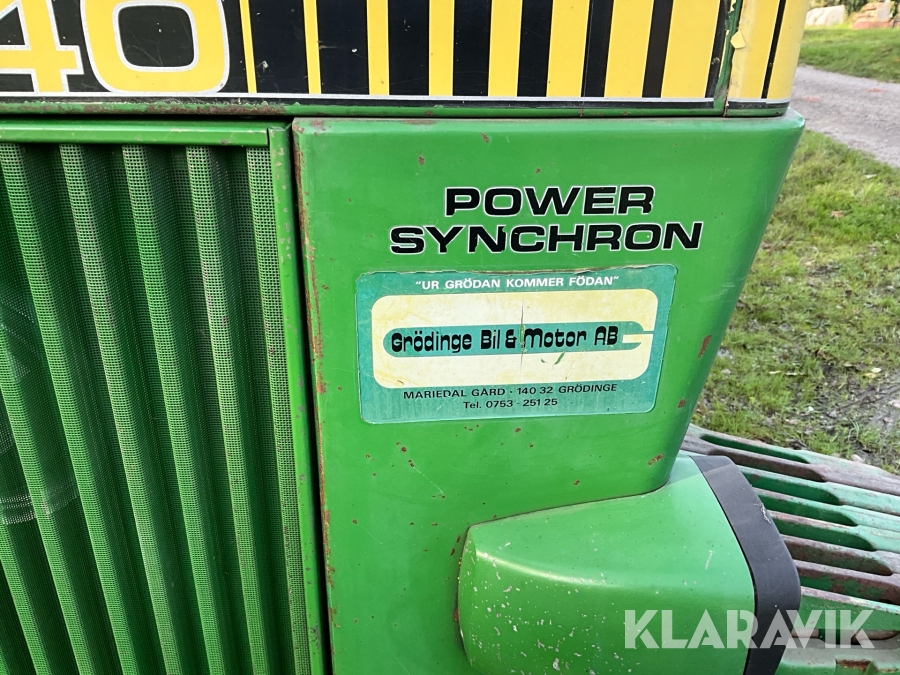 40
POWER
SYNCHRON
"UR GRÖDAN KOMMER FÖDAN"
Grödinge Bil & Motor AB
MARIEDAL GÅRD · 140 32 GRÖDINGE
Tel. 0753 - 251 25
KLARAVIK